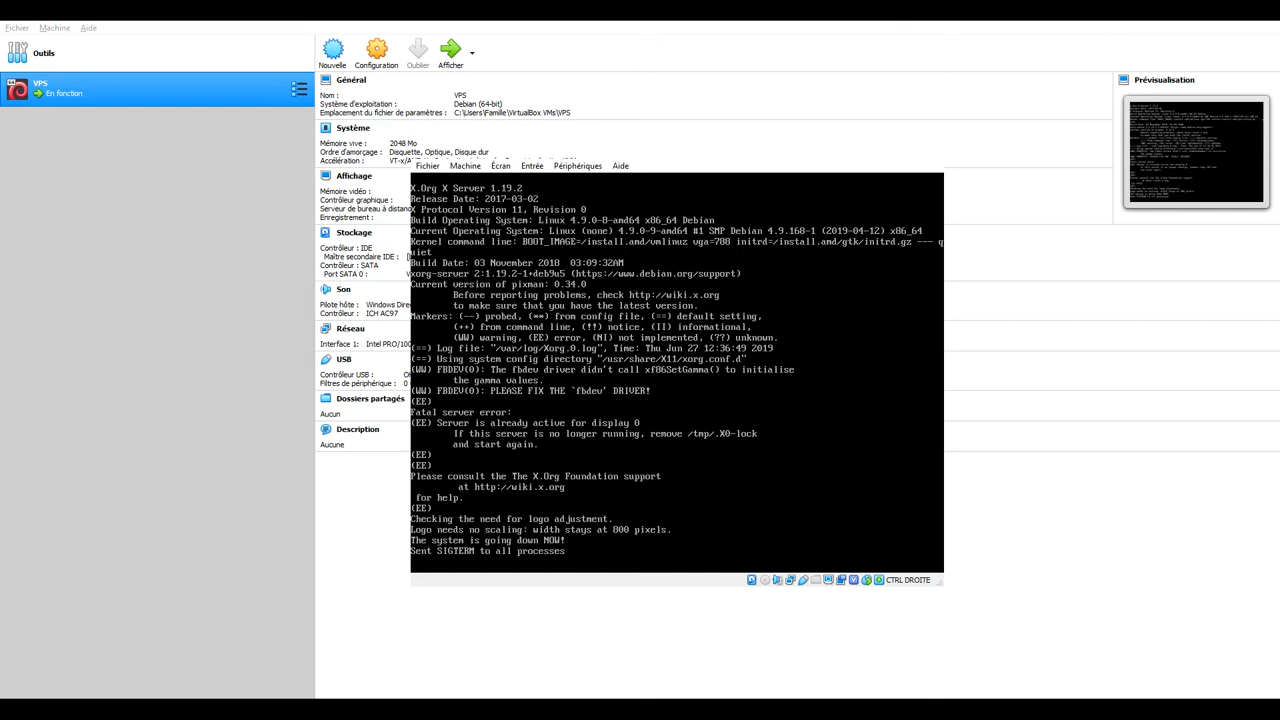 Fichier Machine Aide
Outils
Nouvelle Configuration Oublier Afficher
VPS
En fonction
Général
Nom : VPS
Système d'exploitation : Debian (64-bit)
Emplacement du fichier de paramètres : C:\Users\Famille\VirtualBox VMs\VPS
Système
Mémoire vive : 2048 Mo
Ordre d'amorçage : Disquette, Optique, Disque dur
Accélération :
Affichage
Mémoire vidéo :
Contrôleur graphique :
Serveur de bureau à distan
Enregistrement :
Stockage
Contrôleur : IDE
Maître secondaire IDE :
Contrôleur : SATA
Port SATA 0 :
Son
Pilote hôte : Windows Dire
Contrôleur : ICH AC97
Réseau
Interface 1: Intel PRO/100
USB
Contrôleur USB :
Filtres de périphérique :
Dossiers partagés
Aucun
Description
Aucune
Prévisualisation
Fichier Machine Écran Entrée Périphériques Aide
X.Org X Server 1.19.2
Release Date: 2017-03-02
X Protocol Version 11, Revision 0
Build Operating System: Linux 4.9.0-8-amd64 x86_64 Debian
Current Operating System: Linux (none) 4.9.0-9-amd64 #1 SMP Debian 4.9.168-1 (2019-04-12) x86_64
Kernel command line: BOOT_IMAGE=/install.amd/vmlinuz vga=788 initrd=/install.amd/gtk/initrd.gz --- q
uiet
Build Date: 03 November 2018  03:09:32AM
xorg-server 2:1.19.2-1+deb9u5 (https://www.debian.org/support)
Current version of pixman: 0.34.0
Before reporting problems, check http://wiki.x.org
to make sure that you have the latest version.
Markers: (--) probed, (**) from config file, (==) default setting,
(++) from command line, (!!) notice, (II) informational,
(WW) warning, (EE) error, (NI) not implemented, (??) unknown.
(==) Log file: "/var/log/Xorg.0.log", Time: Thu Jun 27 12:36:49 2019
(==) Using system config directory "/usr/share/X11/xorg.conf.d"
(WW) FBDEV(0): The fbdev driver didn't call xf86SetGamma() to initialise
the gamma values.
(WW) FBDEV(0): PLEASE FIX THE `fbdev' DRIVER!
(EE)
Fatal server error:
(EE) Server is already active for display 0
If this server is no longer running, remove /tmp/.X0-lock
and start again.
(EE)
(EE)
Please consult the The X.Org Foundation support
at http://wiki.x.org
for help.
(EE)
Checking the need for logo adjustment.
Logo needs no scaling: width stays at 800 pixels.
The system is going down NOW!
Sent SIGTERM to all processes
CTRL DROITE